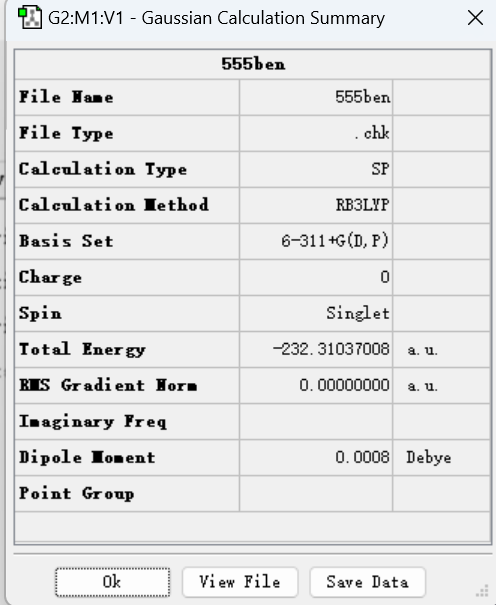 G2:M1:V1 - Gaussian Calculation Summary
555ben
File Name 555ben
File Type .chk
Calculation Type SP
Calculation Method RB3LYP
Basis Set 6-311+G(D,P)
Charge 0
Spin Singlet
Total Energy -232.31037008 a.u.
RMS Gradient Norm 0.00000000 a.u.
Imaginary Freq
Dipole Moment 0.0008 Debye
Point Group
Ok View File Save Data